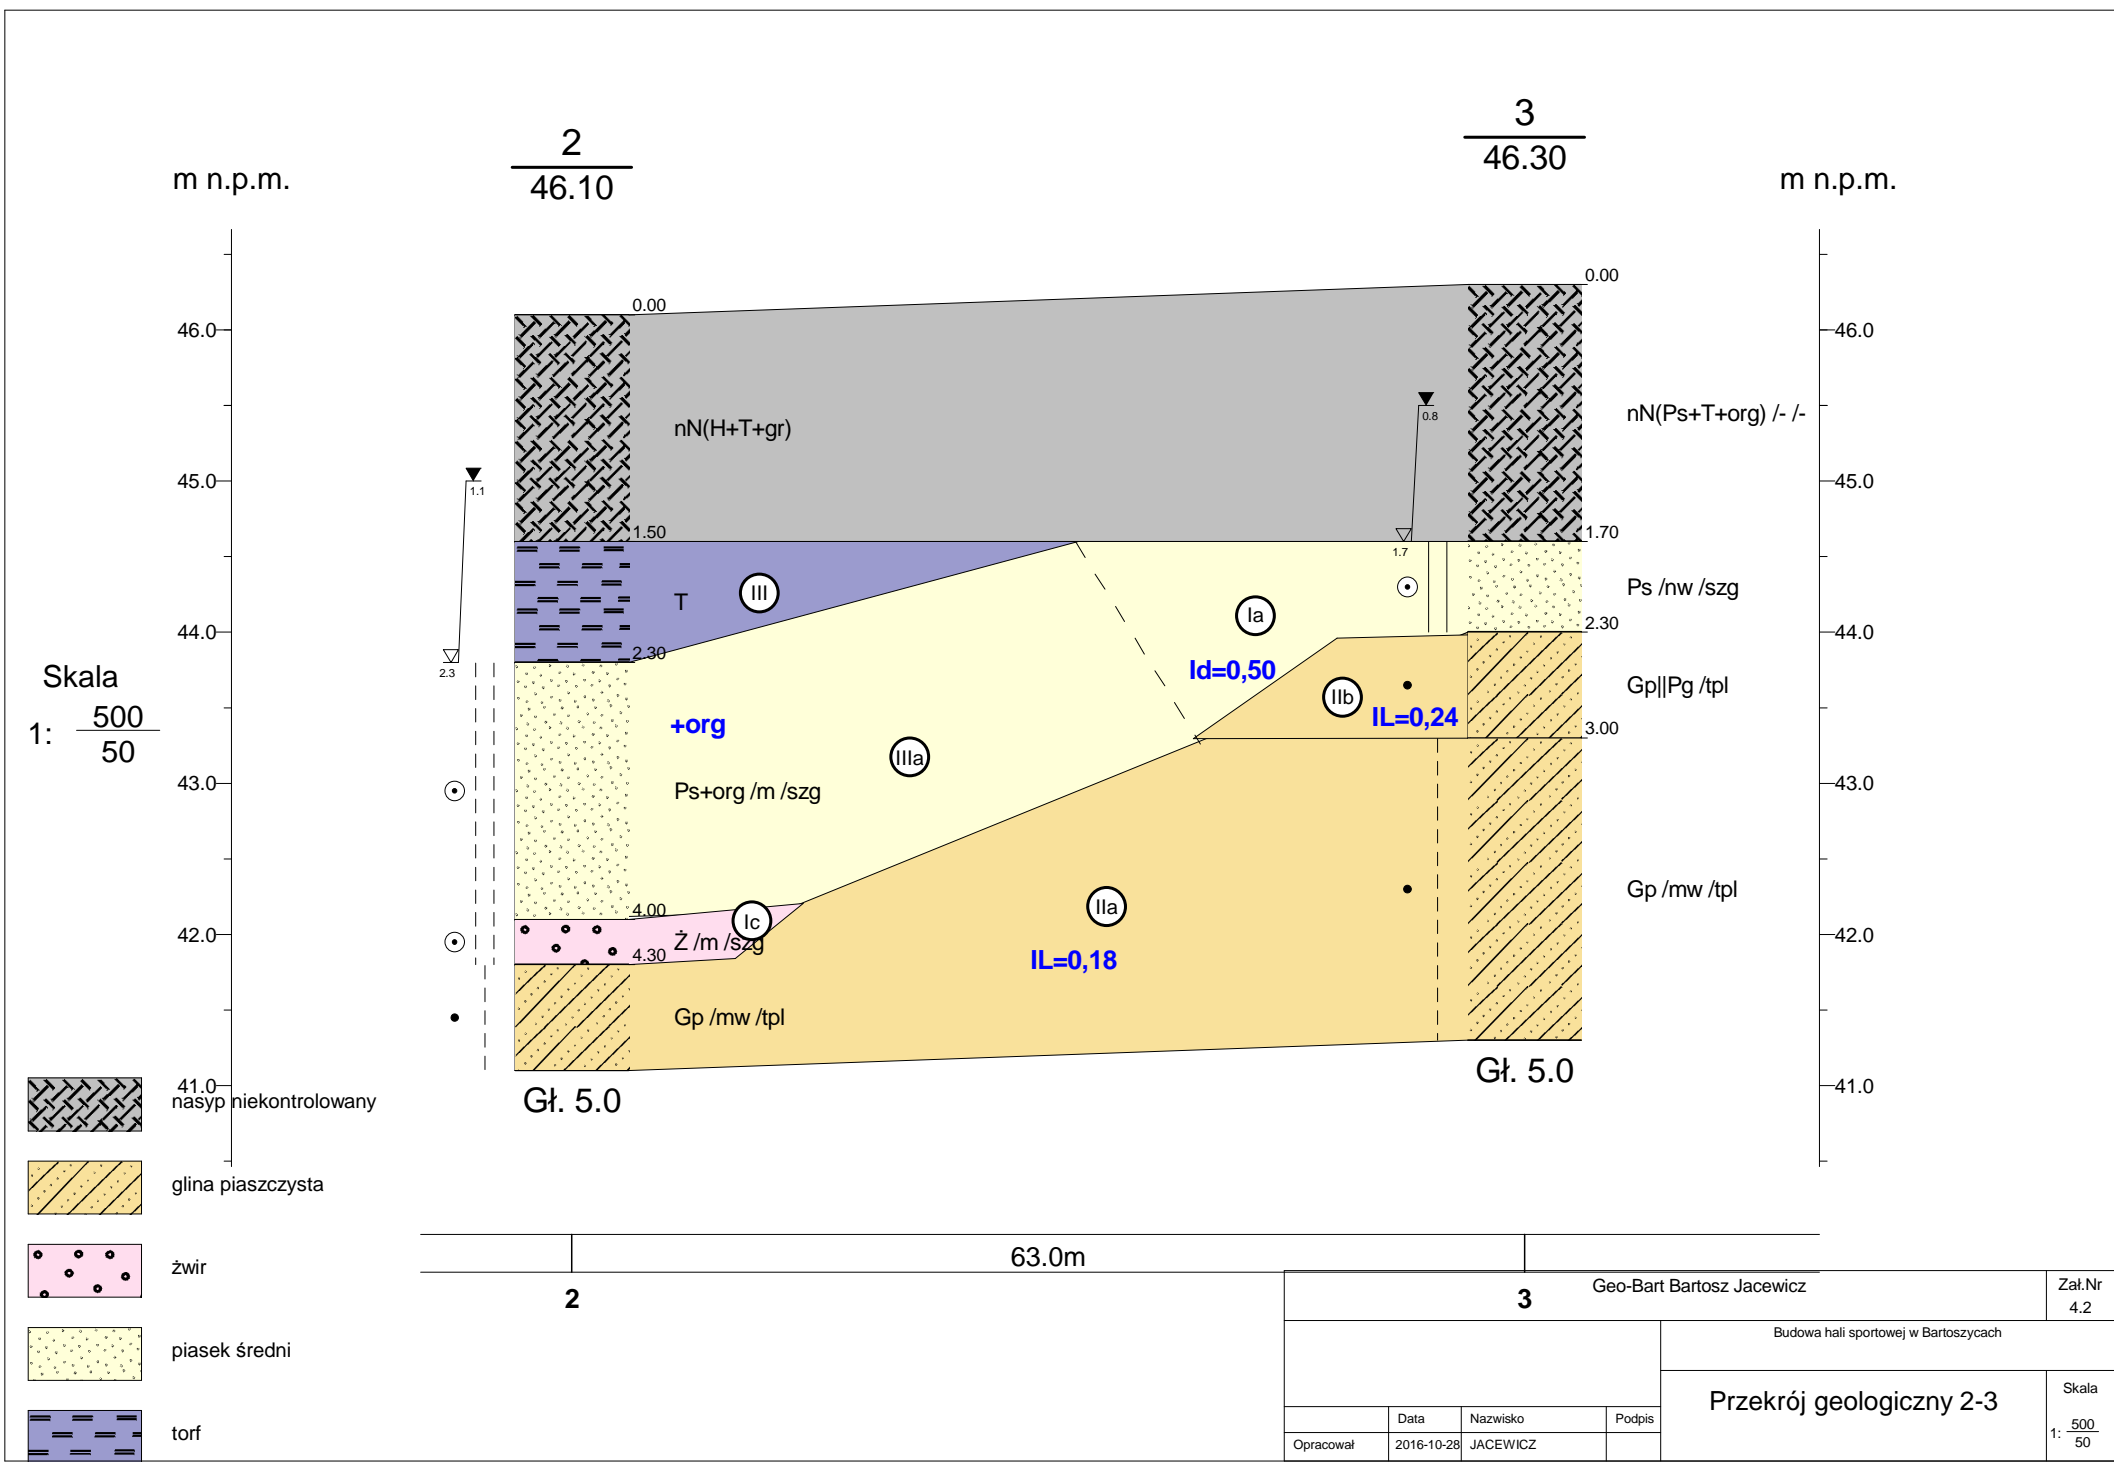 2
46.10
3
46.30
m n.p.m.
m n.p.m.
0.00
0.00
46.0
46.0
0.8
nN(Ps+T+org) /- /-
nN(H+T+gr)
45.0
45.0
1.1
1.50
1.70
1.7
III
T
Ia
Ps /nw /szg
2.30
44.0
44.0
2.30
2.3
Skala
1: 500
50
Id=0,50
IIb
IL=0,24
Gp||Pg /tpl
3.00
+org
IIIa
Ps+org /m /szg
43.0
43.0
Gp /mw /tpl
4.00
Ic
IIa
42.0
42.0
Ż /m /szg
4.30
IL=0,18
Gp /mw /tpl
Gł. 5.0
Gł. 5.0
41.0
41.0
nasyp niekontrolowany
glina piaszczysta
żwir
piasek średni
torf
63.0m
2
3
Geo-Bart Bartosz Jacewicz
Zał.Nr
4.2
Budowa hali sportowej w Bartoszycach
Przekrój geologiczny 2-3
Skala
1: 500
50
Data Nazwisko Podpis
Opracował 2016-10-28 JACEWICZ